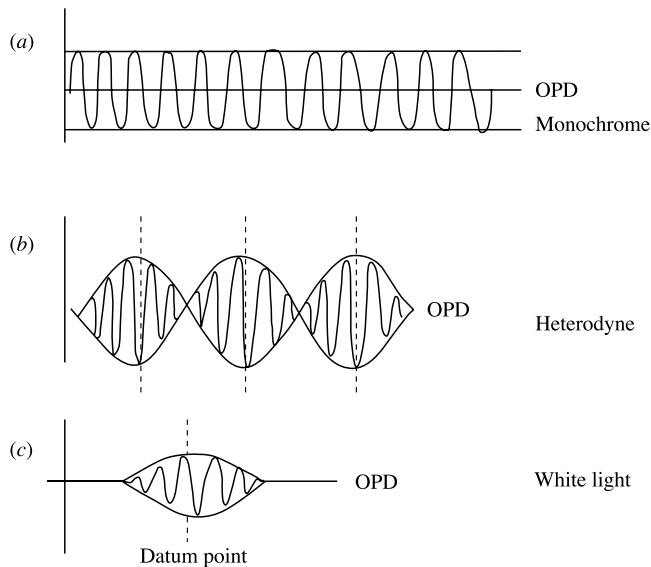 (a)
OPD
Monochrome
(b)
OPD
Heterodyne
(c)
OPD
White light
Datum point